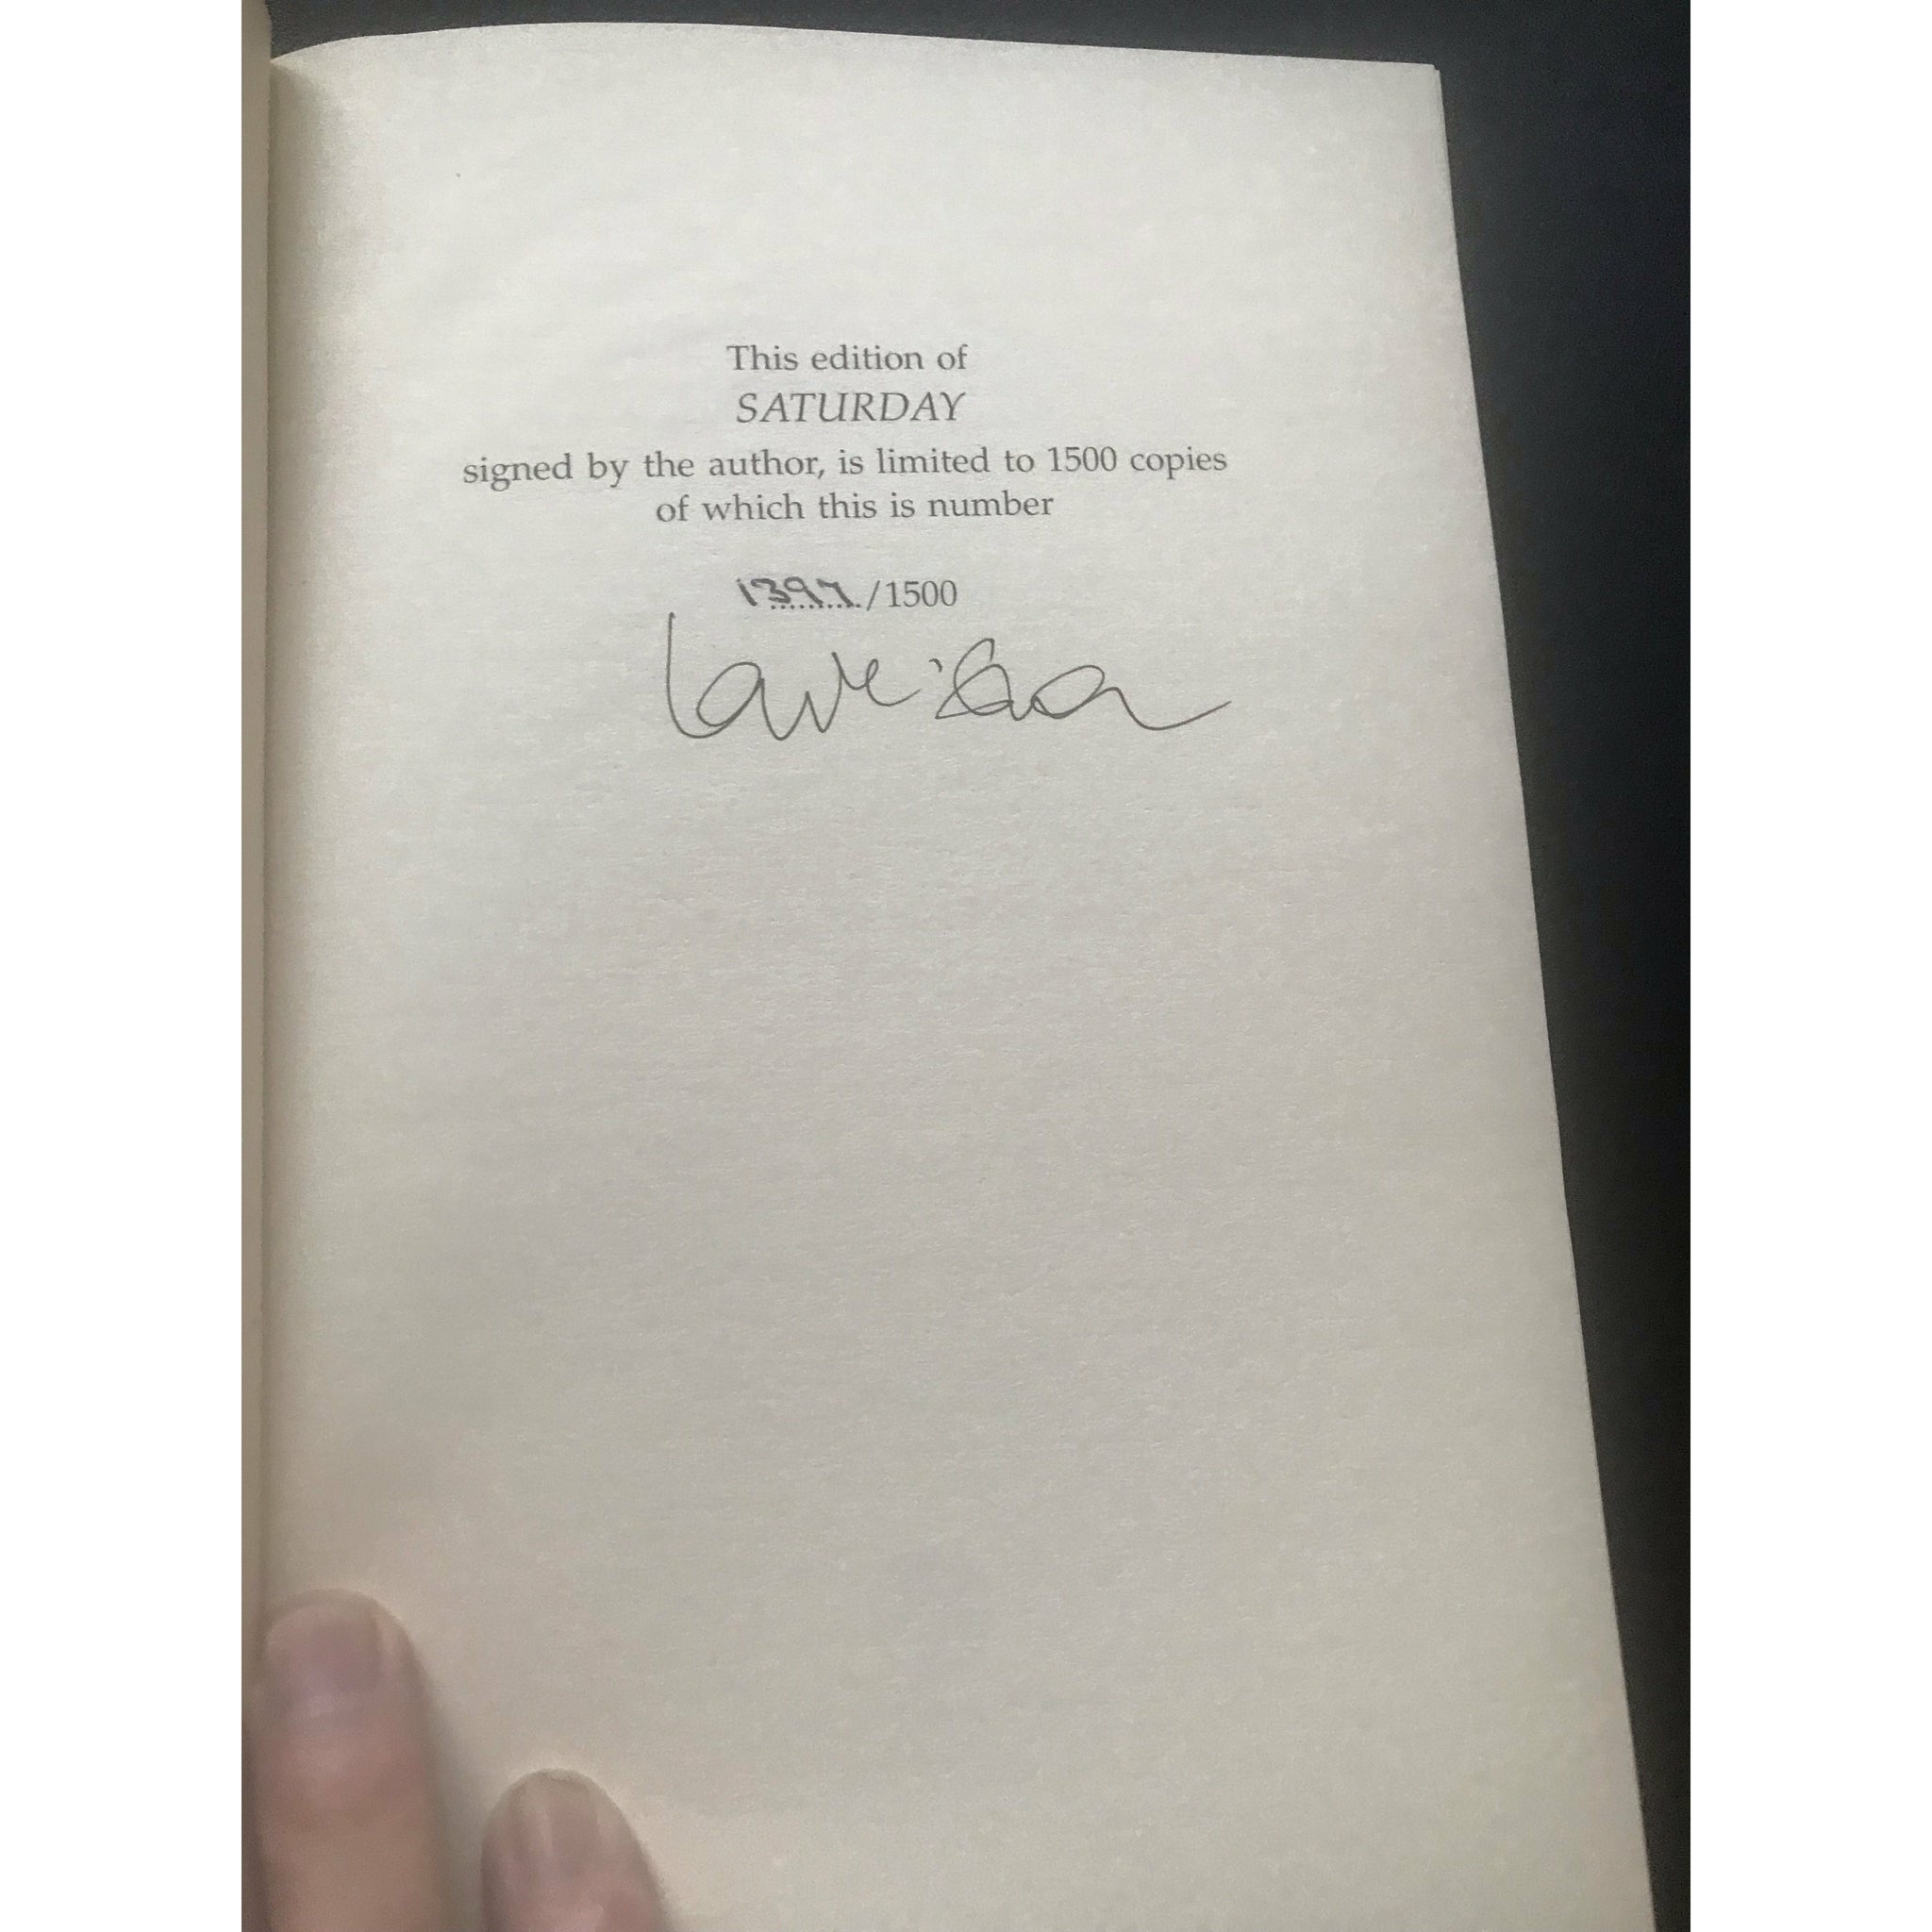 This edition of
SATURDAY
signed by the author, is limited to 1500 copies
of which this is number
1397/1500